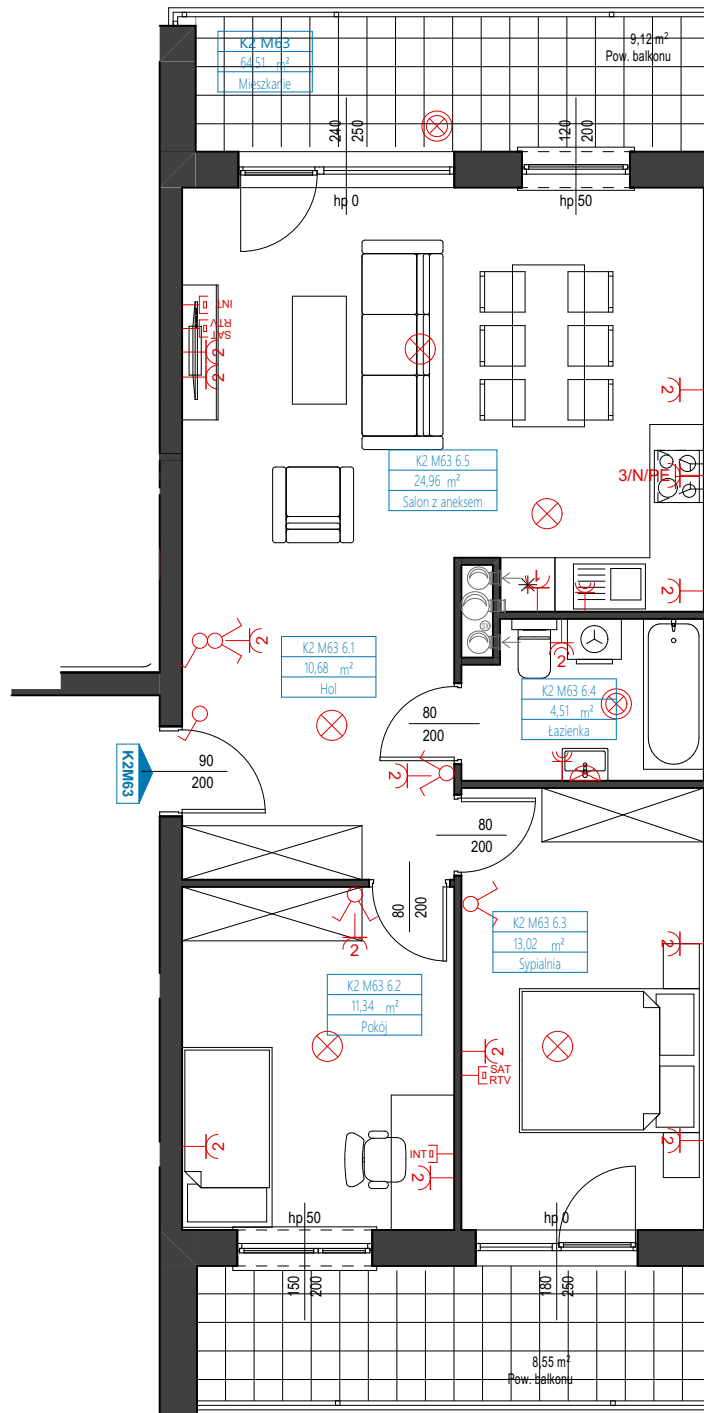 K2 M63
64,51 m²
Mieszkanie
9,12 m²
Pow. balkonu
240
250
120
200
hp 0
hp 50
INT
RTV
SAT
2
2
2
K2 M63 6.5
24,96 m²
Salon z aneksem
3/N/PE
1
2
2
K2 M63 6.1
10,68 m²
Hol
2
K2 M63 6.4
4,51 m²
Łazienka
80
200
K2M63
90
200
2
80
200
80
200
2
K2 M63 6.3
13,02 m²
Sypialnia
2
K2 M63 6.2
11,34 m²
Pokój
2
SAT
RTV
2
INT
2
2
hp 50
hp 0
150
200
180
250
8,55 m²
Pow. balkonu